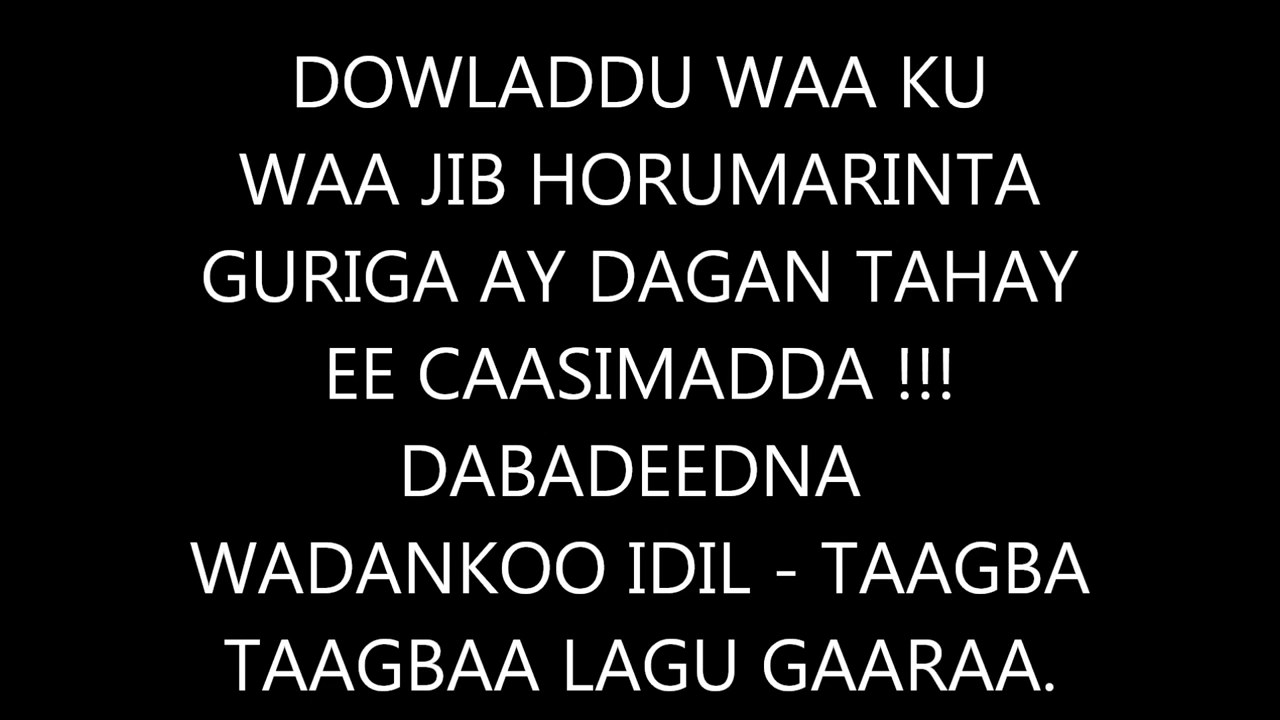 DOWLADDU WAA KU
WAA JIB HORUMARINTA
GURIGA AY DAGAN TAHAY
EE CAASIMADDA !!!
DABADEEDNA
WADANKOO IDIL - TAAGBA
TAAGBAA LAGU GAARAA.